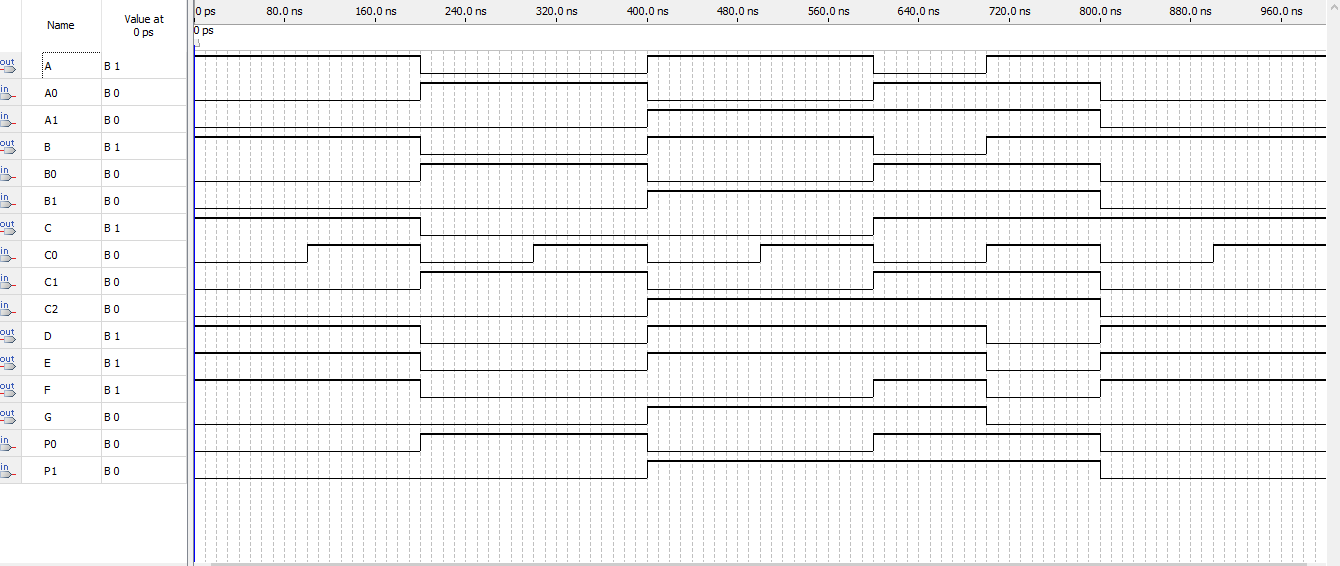 Name Value at 0 ps
0 ps 80.0 ns 160.0 ns 240.0 ns 320.0 ns 400.0 ns 480.0 ns 560.0 ns 640.0 ns 720.0 ns 800.0 ns 880.0 ns 960.0 ns
0 ps
out A B 1
in A0 B 0
in A1 B 0
out B B 1
in B0 B 0
in B1 B 0
out C B 1
in C0 B 0
in C1 B 0
in C2 B 0
out D B 1
out E B 1
out F B 1
out G B 0
in P0 B 0
in P1 B 0